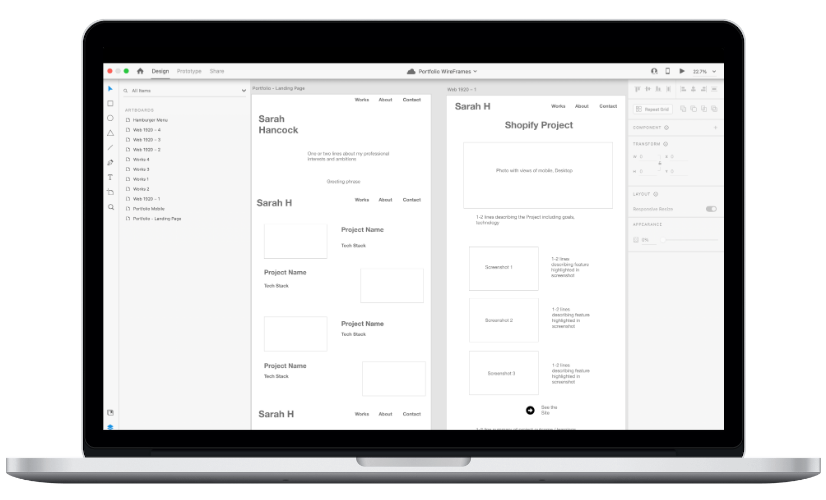 Design Prototype Share
Portfolio WireFrames
22.7%
All Items
ARTBOARDS
Hamburger Menu
Web 1920 – 4
Web 1920 – 3
Web 1920 – 2
Works 4
Works 3
Works 1
Works 2
Web 1920 – 1
Portfolio Mobile
Portfolio - Landing Page
Portfolio - Landing Page
Works About Contact
Sarah
Hancock
One or two lines about my professional
interests and ambitions
Greeting phrase
Sarah H
Works About Contact
Project Name
Tech Stack
Project Name
Tech Stack
Project Name
Tech Stack
Project Name
Tech Stack
Sarah H
Works About Contact
Web 1920 – 1
Sarah H
Works About Contact
Shopify Project
Photo with views of mobile, Desktop
1-2 lines describing the Project including goals,
technology
Screenshot 1
1-2 lines
describing feature
highlighted in
screenshot
Screenshot 2
1-2 lines
describing feature
highlighted in
screenshot
Screenshot 3
1-2 lines
describing feature
highlighted in
screenshot
See the
Site
Repeat Grid
COMPONENT
TRANSFORM
W 0 X 0
H 0 Y 0
LAYOUT
Responsive Resize
APPEARANCE
0%